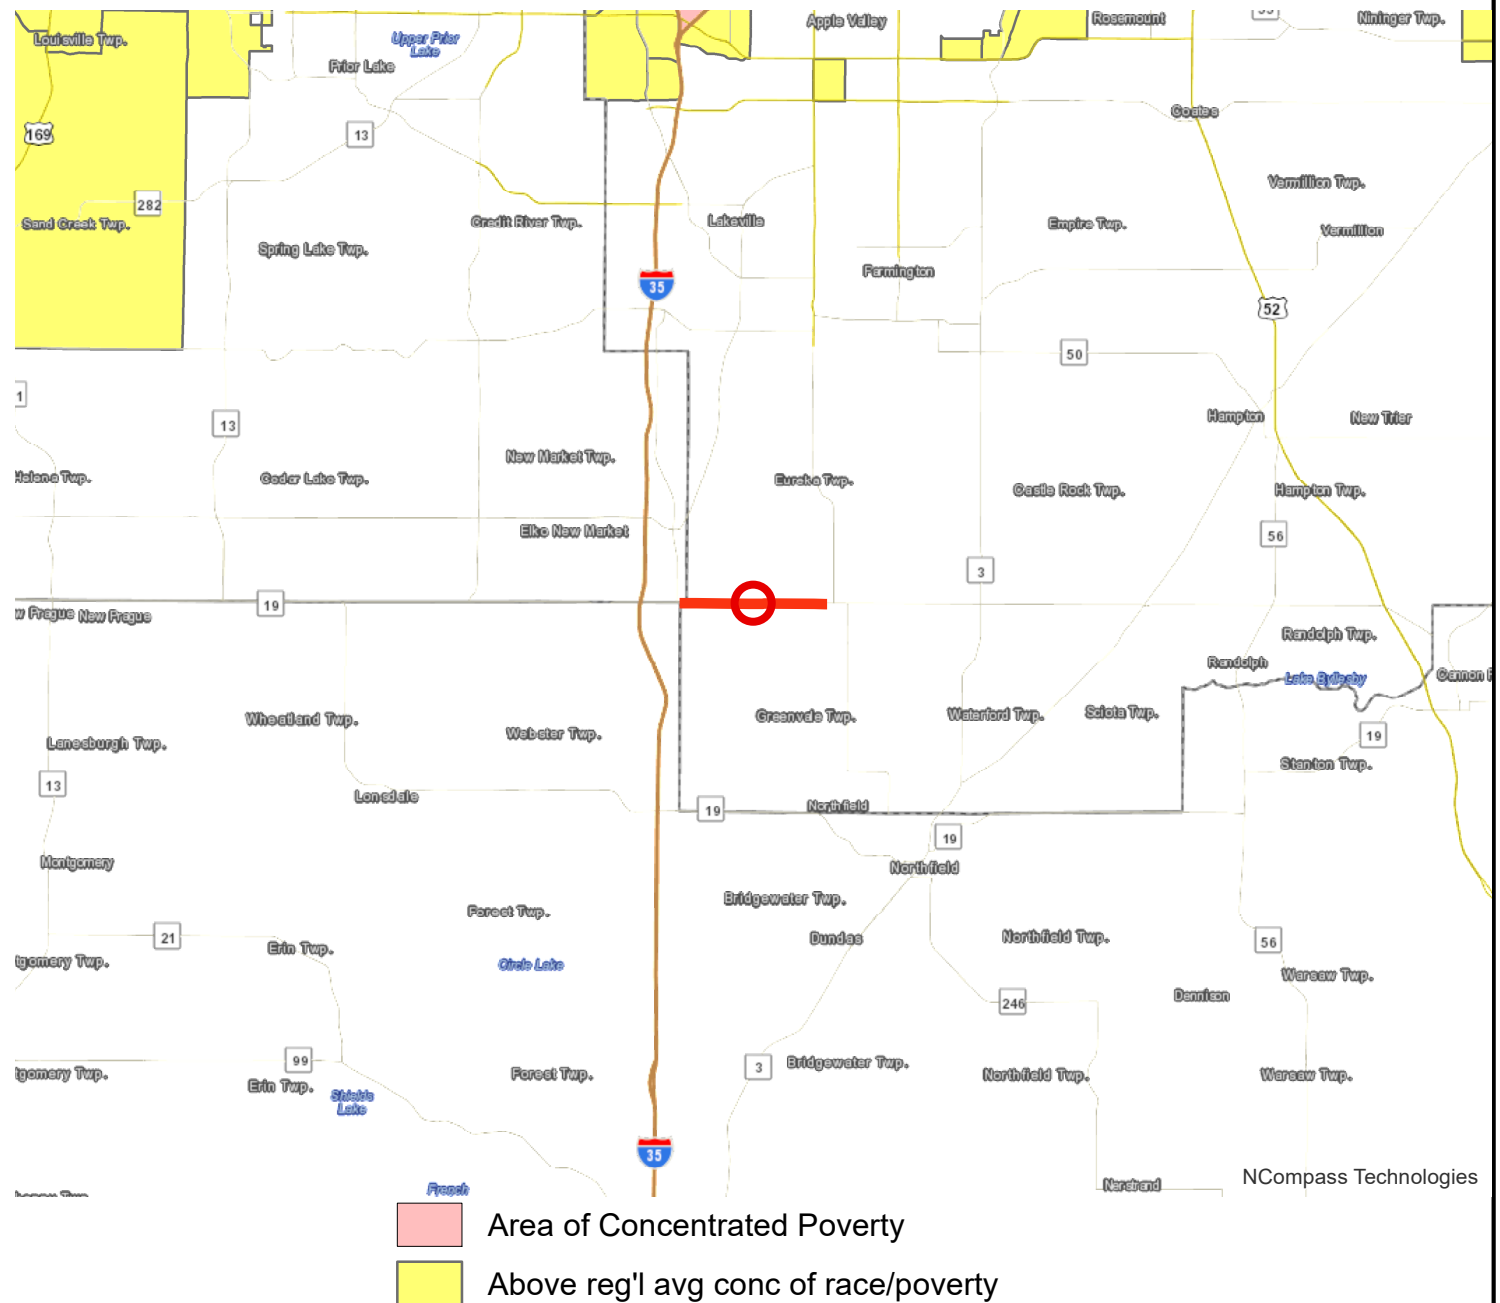 Louisville Twp.
Upper Prior
Lake
Prior Lake
Apple Valley
Rosemount
Nininger Twp.
169
13
Coates
282
Sand Creek Twp.
Spring Lake Twp.
Credit River Twp.
Lakeville
Vermillion Twp.
Empire Twp.
Vermillion
Farmington
35
52
50
1
13
Hampton
New Trier
New Market Twp.
Helena Twp.
Cedar Lake Twp.
Eureka Twp.
Castle Rock Twp.
Hampton Twp.
Elko New Market
56
3
19
w Prague New Prague
Randolph Twp.
Randolph
Lake Byllesby
Cannon F
Wheatland Twp.
Webster Twp.
Greenvale Twp.
Waterford Twp.
Sciota Twp.
Lanesburgh Twp.
19
Stanton Twp.
13
Lonsdale
19
Northfield
19
Montgomery
Northfield
Bridgewater Twp.
Forest Twp.
21
Erin Twp.
Dundas
Northfield Twp.
56
tgomery Twp.
Circle Lake
Warsaw Twp.
Dennison
246
99
3
Bridgewater Twp.
tgomery Twp.
Erin Twp.
Forest Twp.
Northfield Twp.
Warsaw Twp.
Shields
Lake
35
French
Nerstrand
NCompass Technologies
Area of Concentrated Poverty
Above reg'l avg conc of race/poverty